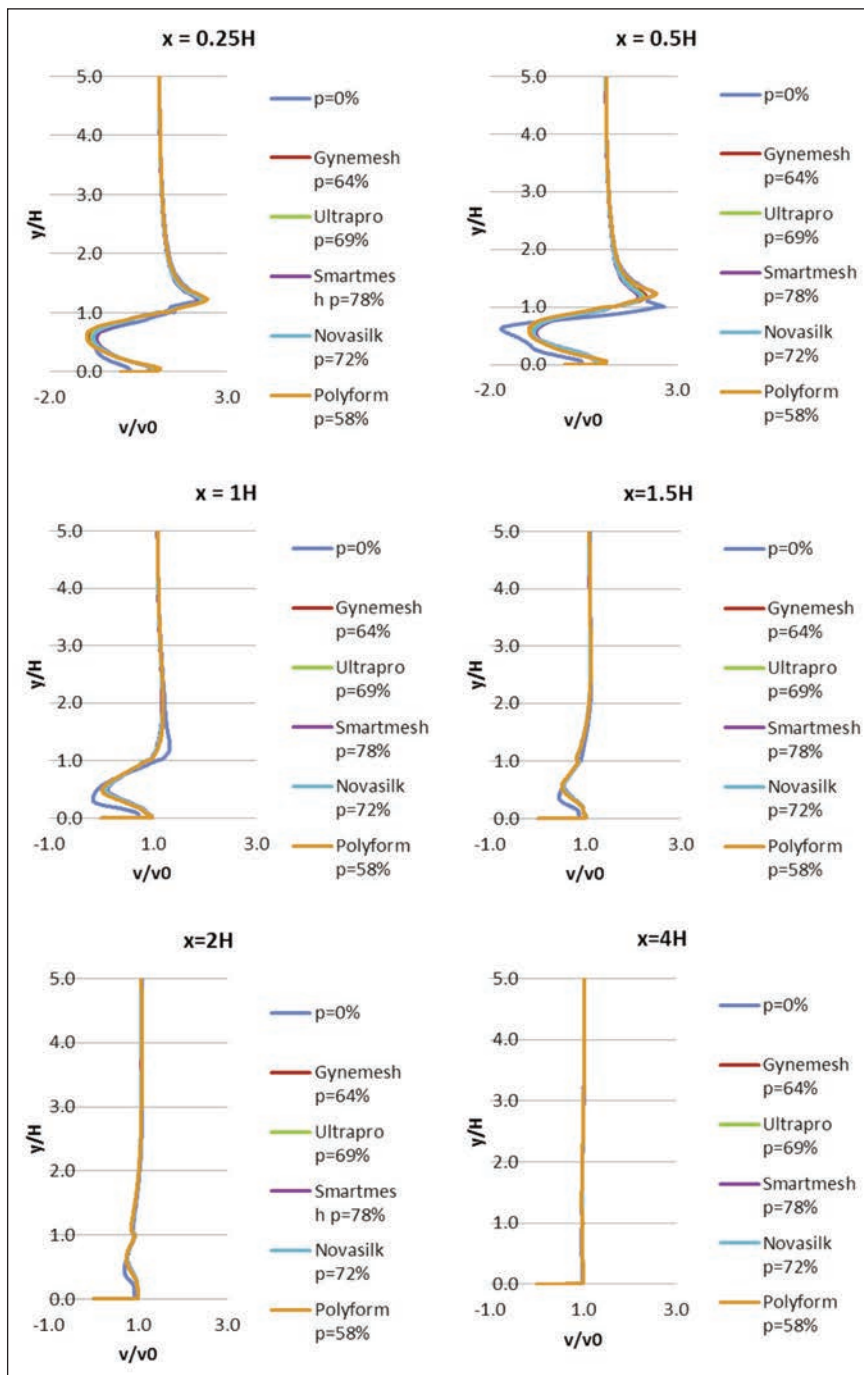 x = 0.25H
5.0
4.0
3.0
2.0
1.0
0.0
-2.0
3.0
y/H
v/v0
p=0%
Gynemesh
p=64%
Ultrapro
p=69%
Smartmes
h p=78%
Novasilk
p=72%
Polyform
p=58%
x = 0.5H
5.0
4.0
3.0
2.0
1.0
0.0
-2.0
3.0
y/H
v/v0
p=0%
Gynemesh
p=64%
Ultrapro
p=69%
Smartmesh
p=78%
Novasilk
p=72%
Polyform
p=58%
x = 1H
5.0
4.0
3.0
2.0
1.0
0.0
-1.0
1.0
3.0
y/H
v/v0
p=0%
Gynemesh
p=64%
Ultrapro
p=69%
Smartmesh
p=78%
Novasilk
p=72%
Polyform
p=58%
x=1.5H
5.0
4.0
3.0
2.0
1.0
0.0
-1.0
1.0
3.0
y/H
v/v0
p=0%
Gynemesh
p=64%
Ultrapro
p=69%
Smartmesh
p=78%
Novasilk
p=72%
Polyform
p=58%
x=2H
5.0
4.0
3.0
2.0
1.0
0.0
-1.0
1.0
3.0
y/H
v/v0
p=0%
Gynemesh
p=64%
Ultrapro
p=69%
Smartmes
h p=78%
Novasilk
p=72%
Polyform
p=58%
x=4H
5.0
4.0
3.0
2.0
1.0
0.0
-1.0
1.0
3.0
y/H
v/v0
p=0%
Gynemesh
p=64%
Ultrapro
p=69%
Smartmesh
p=78%
Novasilk
p=72%
Polyform
p=58%